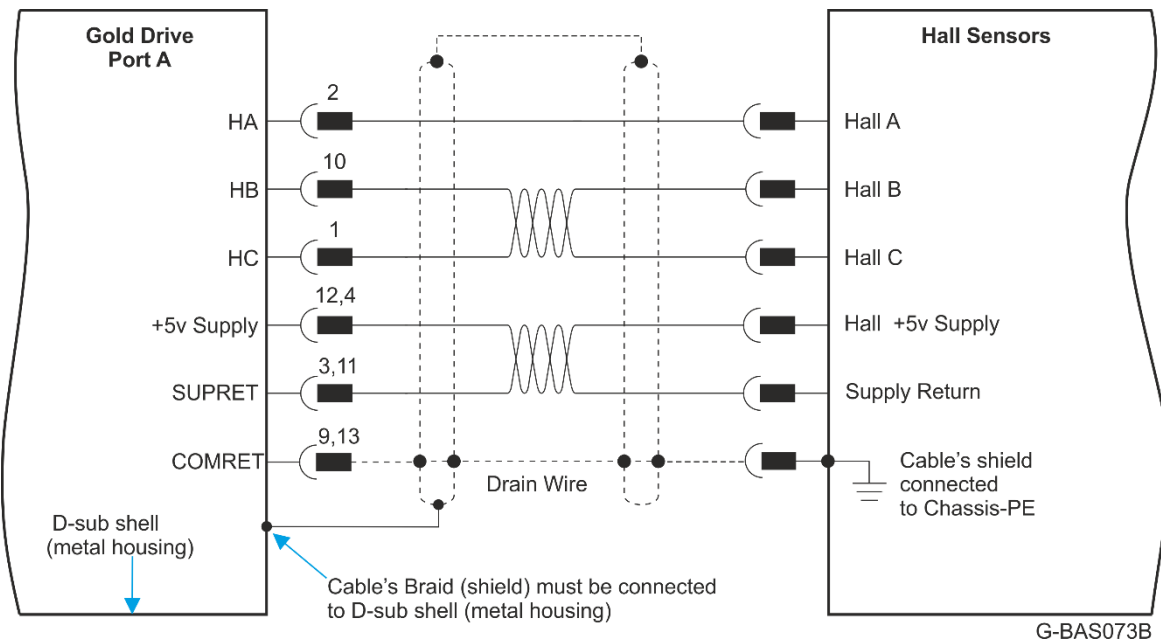 Gold Drive
Port A
Hall Sensors
2
HA
Hall A
10
HB
Hall B
1
HC
Hall C
12,4
+5v Supply
Hall +5v Supply
3,11
SUPRET
Supply Return
9,13
COMRET
Drain Wire
Cable's shield
connected
to Chassis-PE
D-sub shell
(metal housing)
Cable's Braid (shield) must be connected
to D-sub shell (metal housing)
G-BAS073B